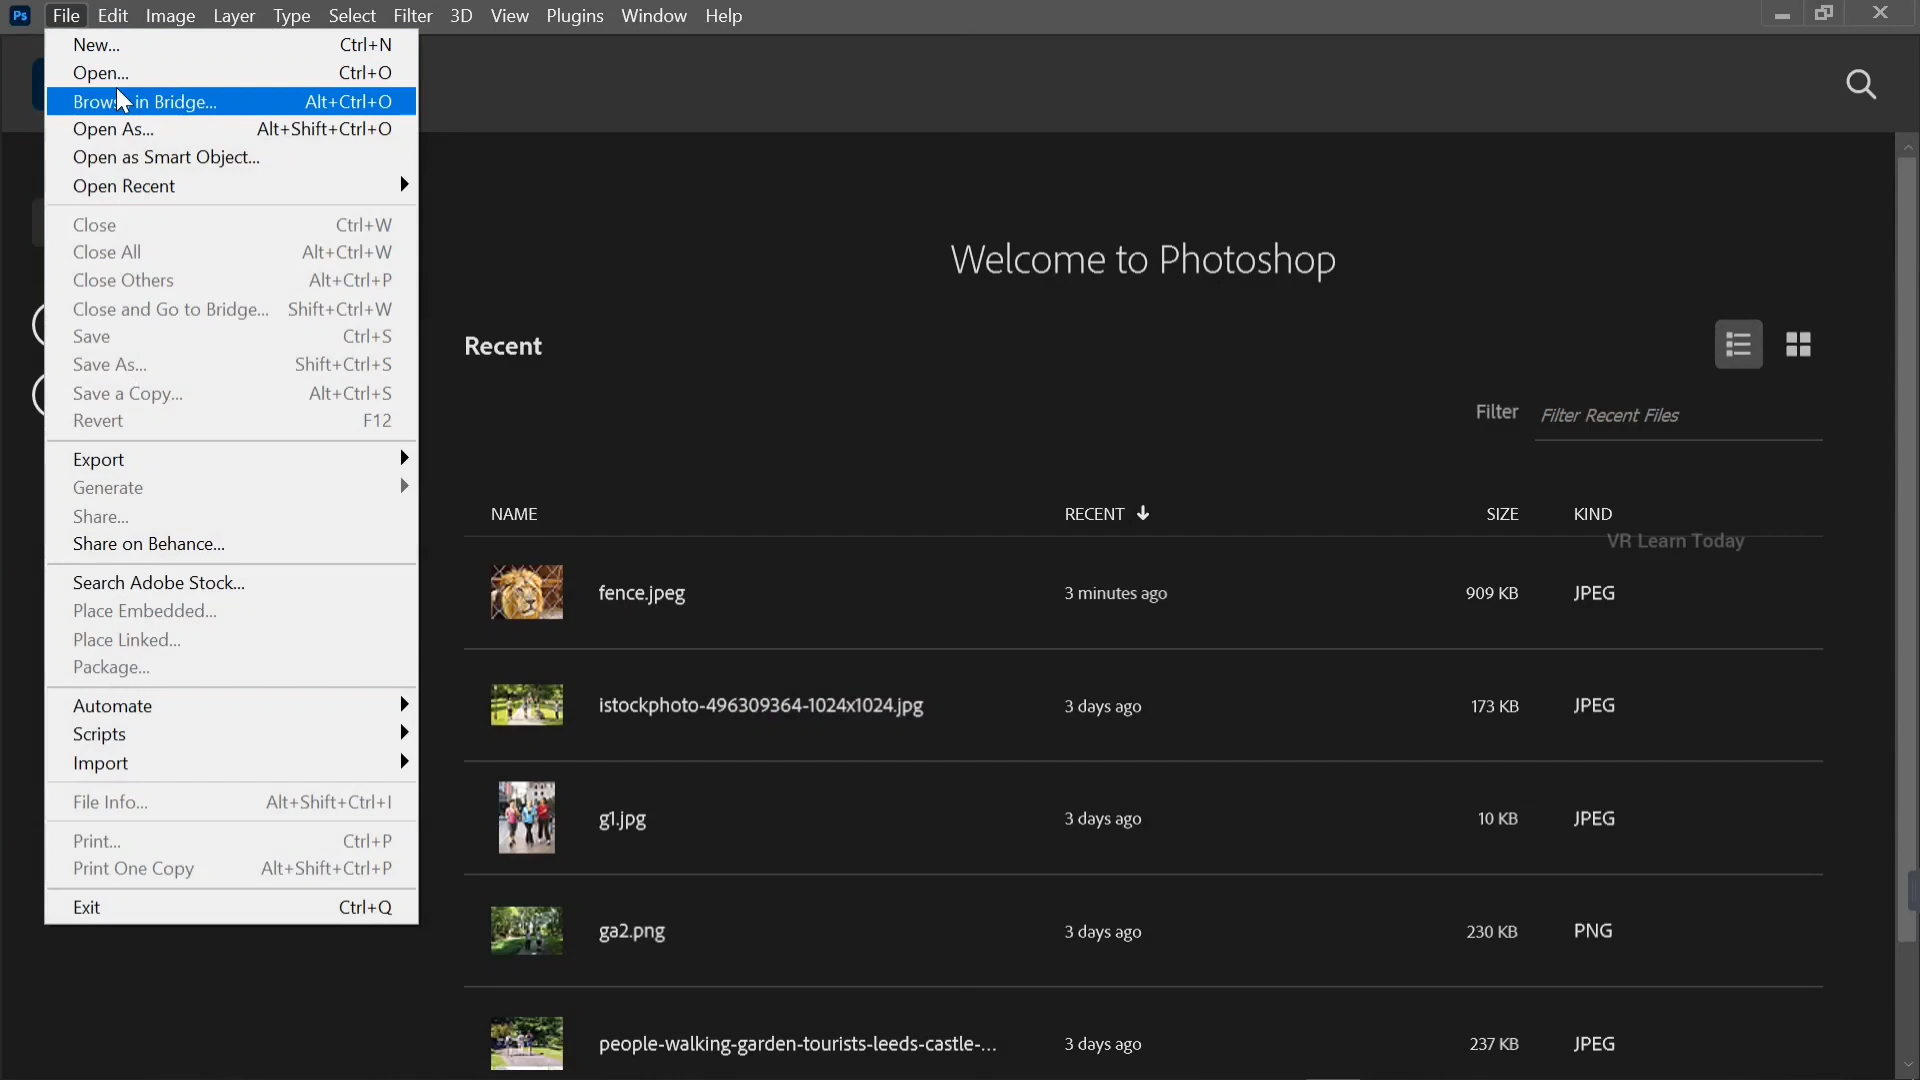 Ps File Edit Image Layer Type Select Filter 3D View Plugins Window Help
New... Ctrl+N
Open... Ctrl+O
in Bridge... Alt+Ctrl+O
Open As... Alt+Shift+Ctrl+O
Open as Smart Object...
Open Recent
Close Ctrl+W
Close All Alt+Ctrl+W
Close Others Alt+Ctrl+P
Close and Go to Bridge... Shift+Ctrl+W
Save Ctrl+S
Save As... Shift+Ctrl+S
Save a Copy... Alt+Ctrl+S
Revert F12
Export
Generate
Share...
Share on Behance...
Search Adobe Stock...
Place Embedded...
Place Linked...
Package...
Automate
Scripts
Import
File Info... Alt+Shift+Ctrl+I
Print... Ctrl+P
Print One Copy Alt+Shift+Ctrl+P
Exit Ctrl+Q
Welcome to Photoshop
Recent
Filter Filter Recent Files
NAME RECENT SIZE KIND
VR Learn Today
fence.jpeg 3 minutes ago 909 KB JPEG
istockphoto-496309364-1024x1024.jpg 3 days ago 173 KB JPEG
g1.jpg 3 days ago 10 KB JPEG
ga2.png 3 days ago 230 KB PNG
people-walking-garden-tourists-leeds-castle-... 3 days ago 237 KB JPEG